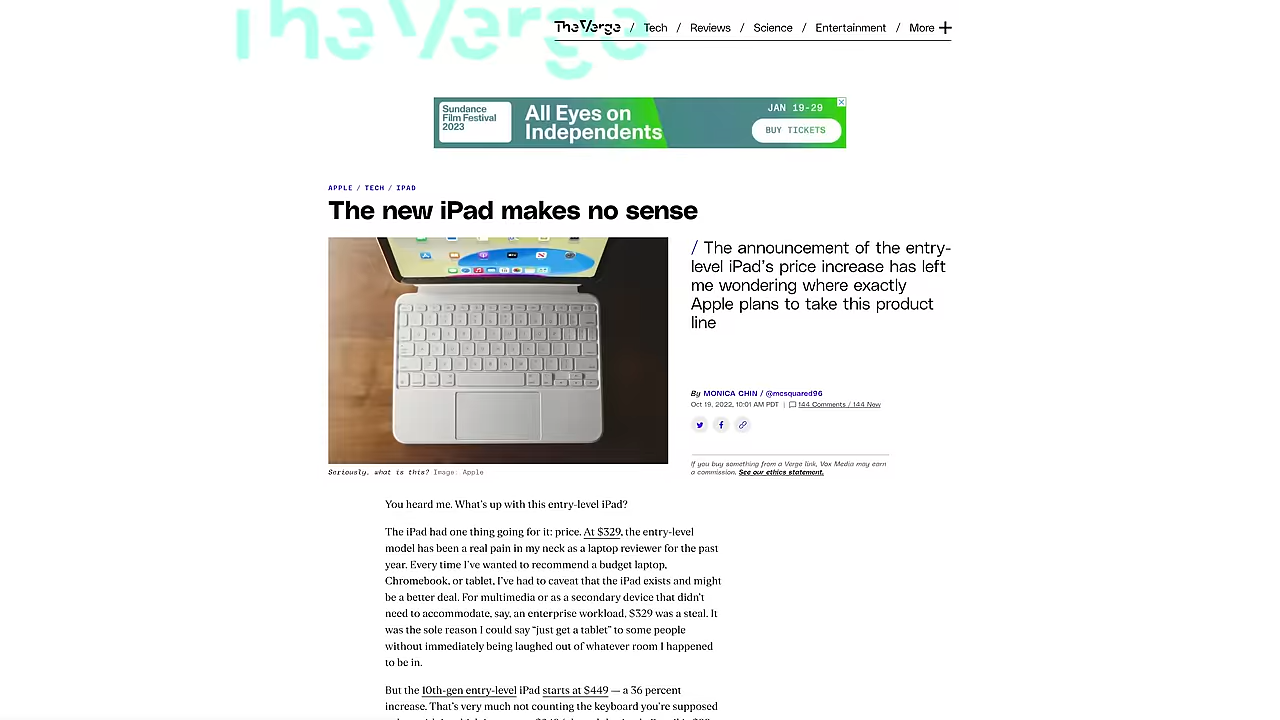 The Verge
The Verge / Tech / Reviews / Science / Entertainment / More +
Sundance
Film Festival
2023
All Eyes on
Independents
JAN 19-29
BUY TICKETS
APPLE / TECH / IPAD
The new iPad makes no sense
/ The announcement of the entry-
level iPad's price increase has left
me wondering where exactly
Apple plans to take this product
line
By MONICA CHIN / @mcsquared96
Oct 19, 2022, 10:01 AM PDT | 144 Comments / 144 New
If you buy something from a Verge link, Vox Media may earn
a commission. See our ethics statement.
Seriously, what is this? Image: Apple
You heard me. What's up with this entry-level iPad?
The iPad had one thing going for it: price. At $329, the entry-level
model has been a real pain in my neck as a laptop reviewer for the past
year. Every time I've wanted to recommend a budget laptop,
Chromebook, or tablet, I've had to caveat that the iPad exists and might
be a better deal. For multimedia or as a secondary device that didn't
need to accommodate, say, an enterprise workload, $329 was a steal. It
was the sole reason I could say “just get a tablet” to some people
without immediately being laughed out of whatever room I happened
to be in.
But the 10th-gen entry-level iPad starts at $449 — a 36 percent
increase. That's very much not counting the keyboard you're supposed